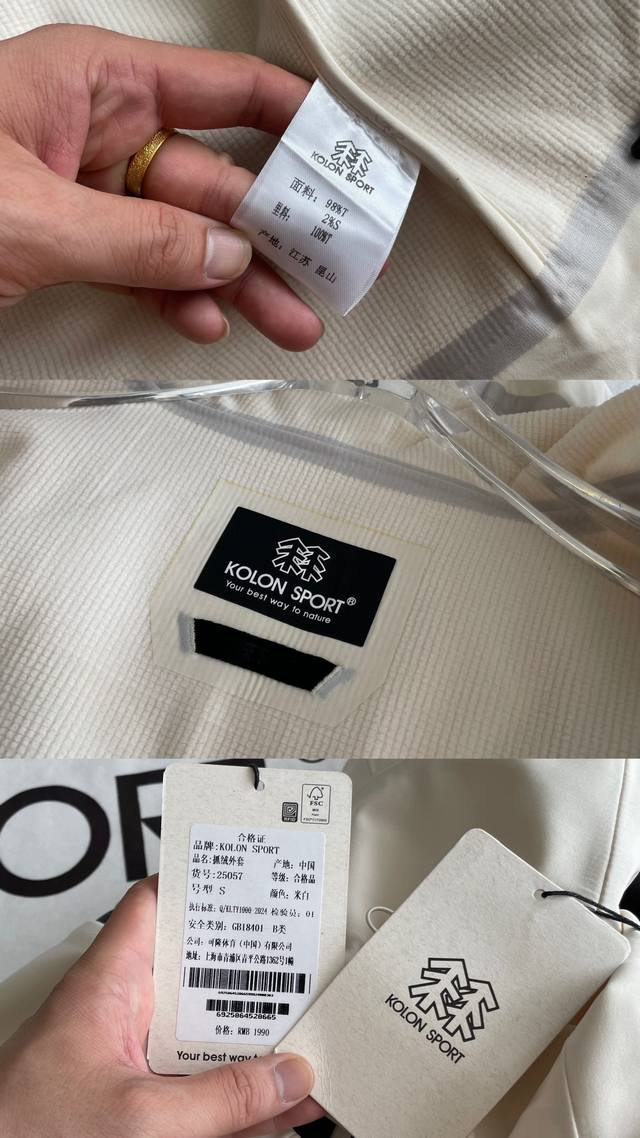 KOLON SPORT
面料: 98%T
2%S
里料: 100%T
产地: 江苏 昆山
KOLON SPORT®
Your best way to nature
OR
FSC
MIX
合格证
品牌:KOLON SPORT
品名:抓绒外套 产地: 中国
货号:25057 等级: 合格品
号型 S 颜色: 米白
执行标准: Q/KLTY1000-2024 检验员: 01
安全类别: GB18401 B类
公司: 可隆体育(中国)有限公司
地址: 上海市青浦区青平公路1362号1幢
6925864528665
价格: RMB 1990
Your best way t
KOLON SPORT